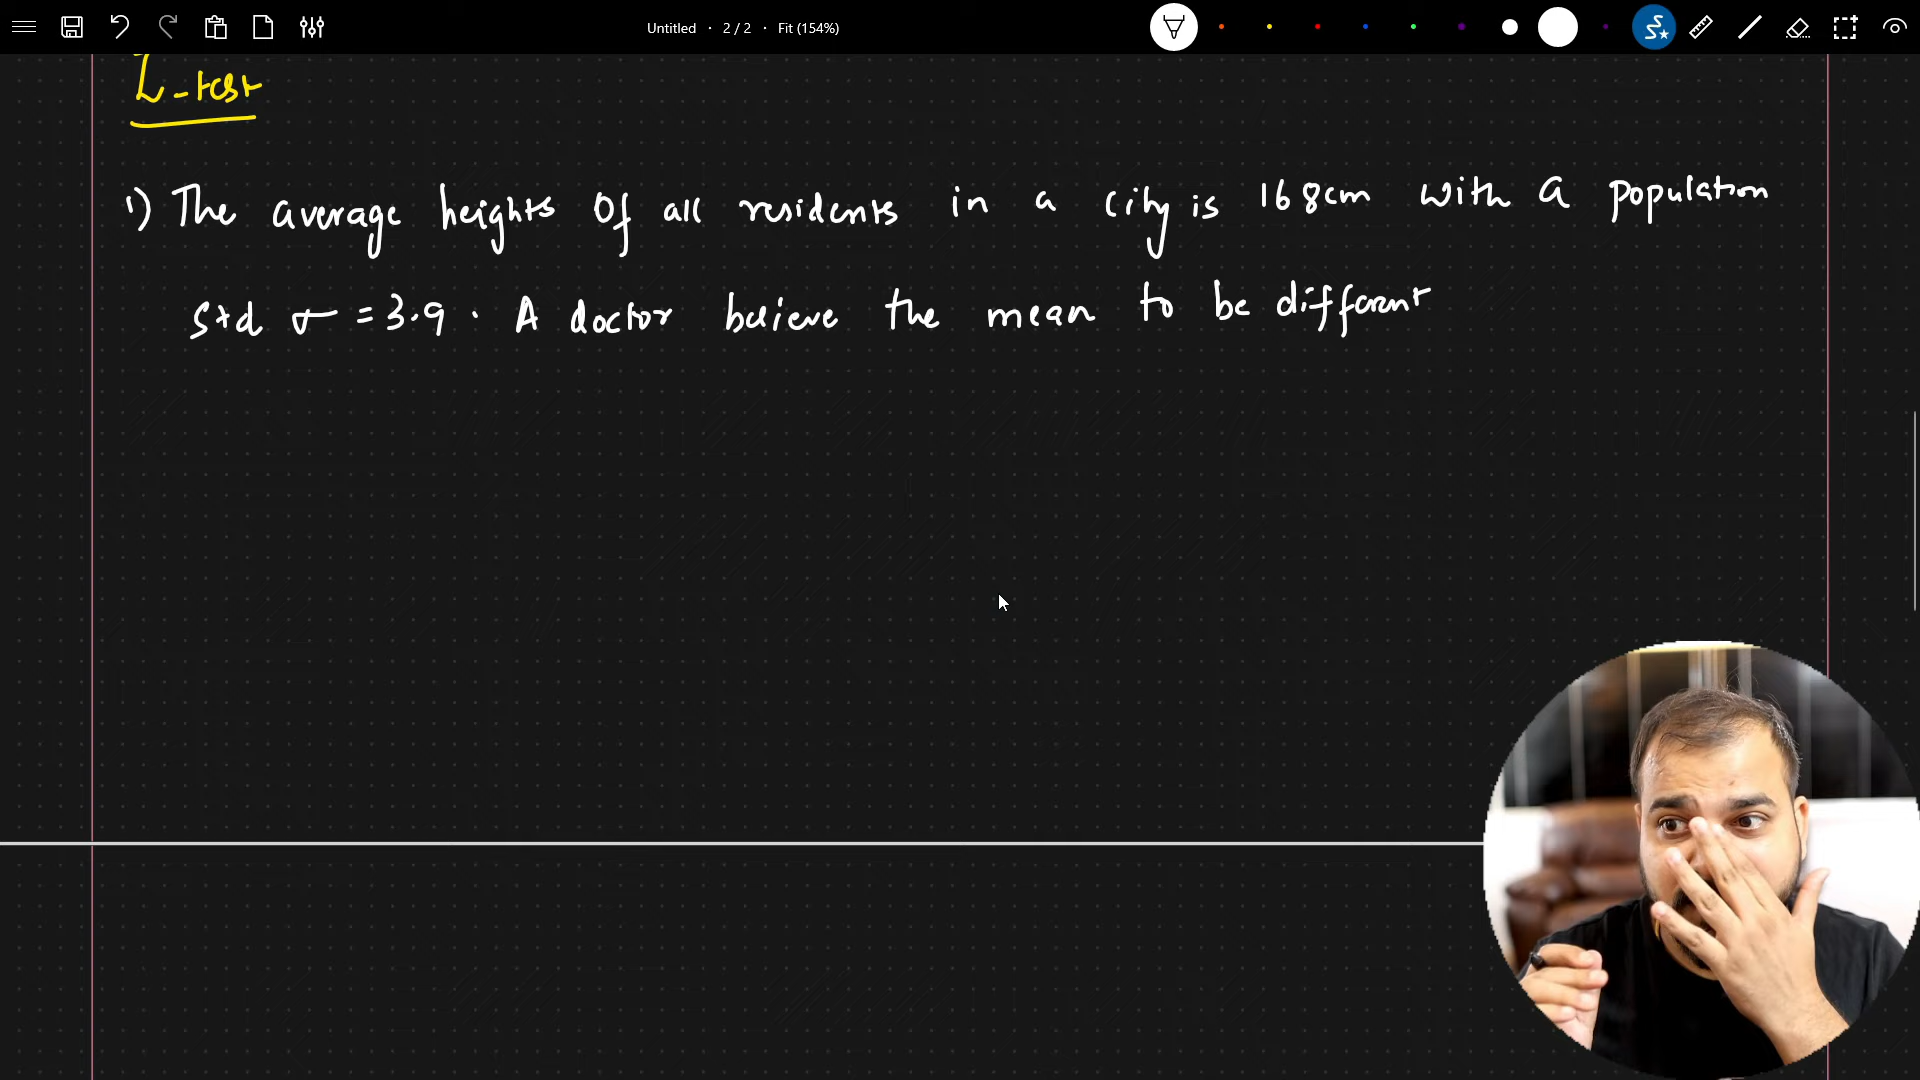 Untitled · 2 / 2 · Fit (154%)
Z-test
1) The average heights Of all residents in a city is 168cm with a population
std σ = 3.9 . A doctor believe the mean to be different